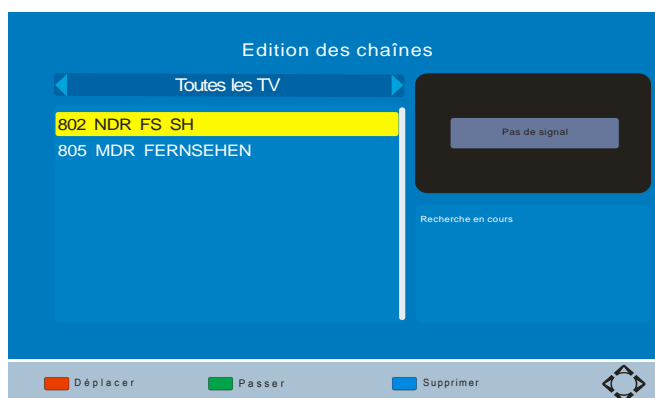 Edition des chaînes
Toutes les TV
802 NDR FS SH
805 MDR FERNSEHEN
Pas de signal
Recherche en cours
Déplacer Passer Supprimer